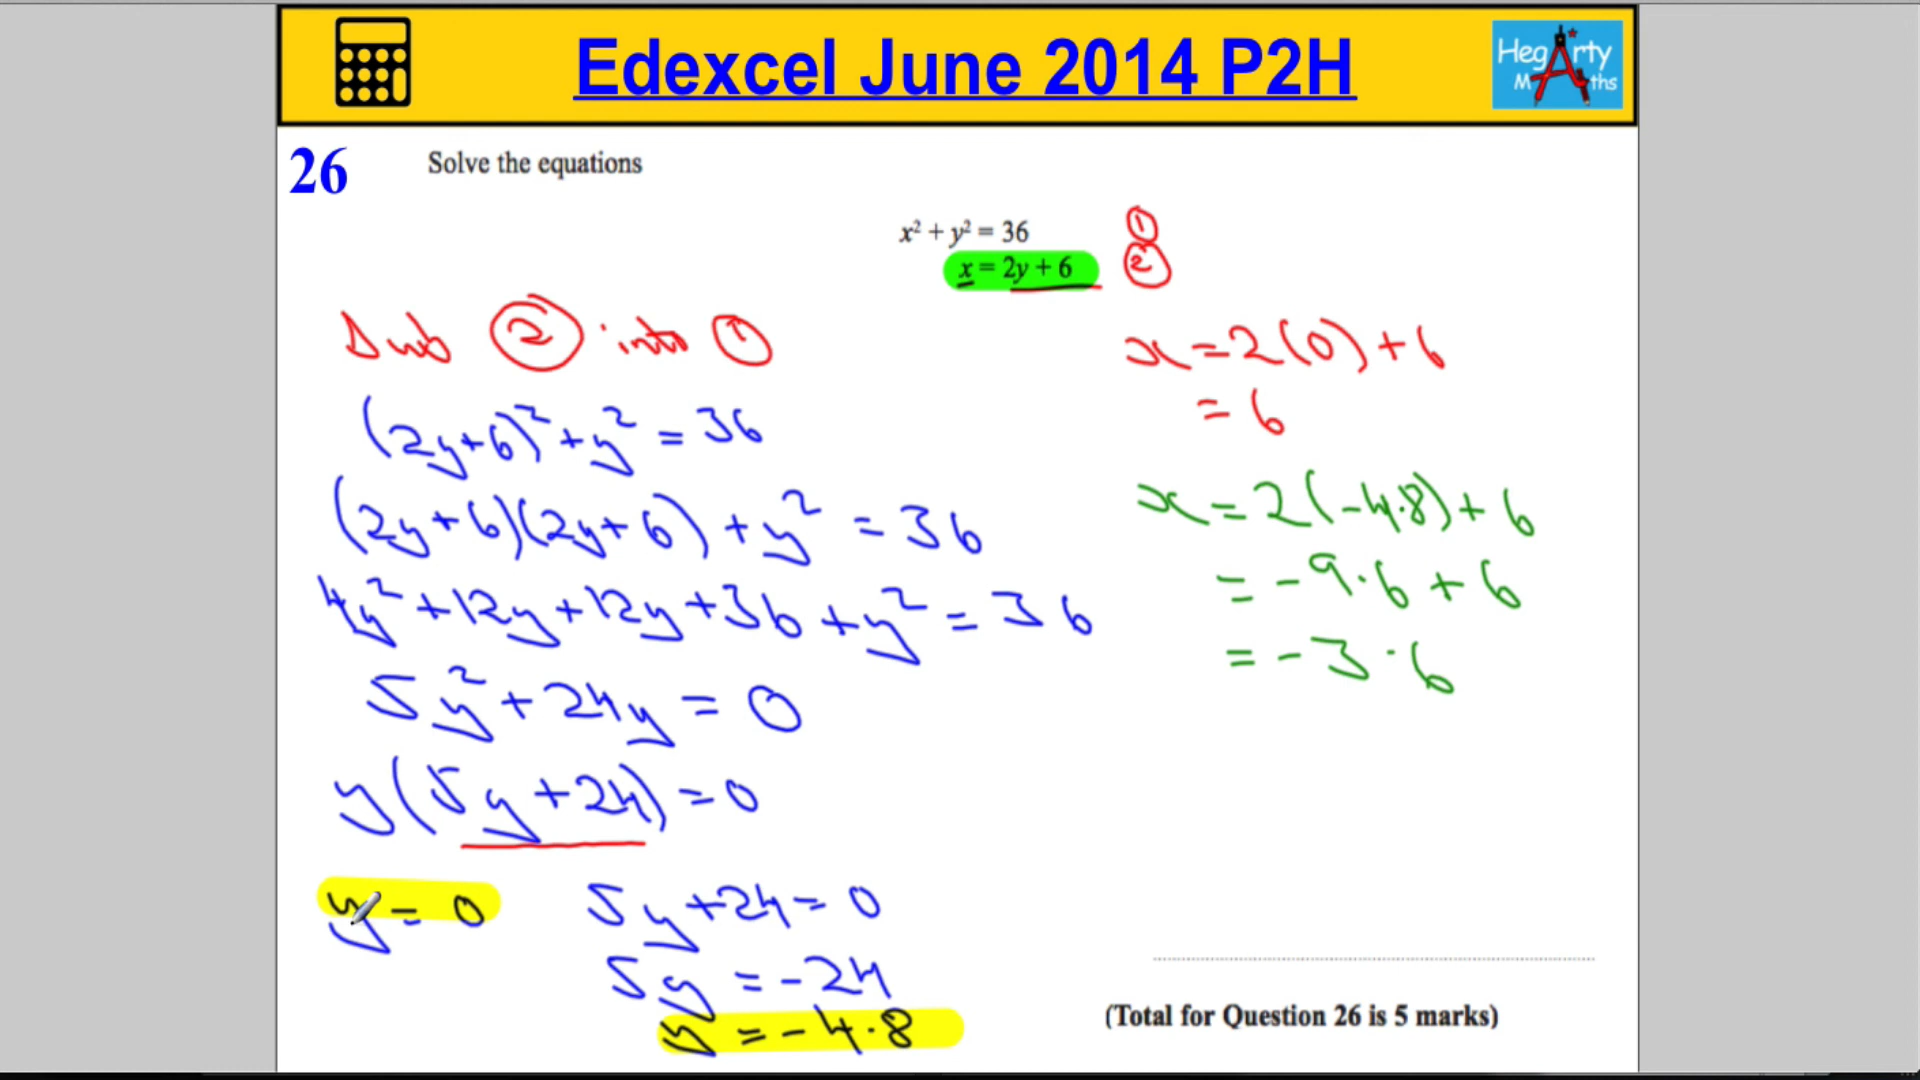 Edexcel June 2014 P2H
Hegarty
Maths
26 Solve the equations
x² + y² = 36 ①
x = 2y + 6 ②
Sub ② into ①
(2y+6)² + y² = 36
(2y+6)(2y+6) + y² = 36
4y² + 12y + 12y + 36 + y² = 36
5y² + 24y = 0
y(5y+24) = 0
y = 0
5y + 24 = 0
5y = -24
y = -4.8
x = 2(0) + 6
= 6
x = 2(-4.8) + 6
= -9.6 + 6
= -3.6
(Total for Question 26 is 5 marks)